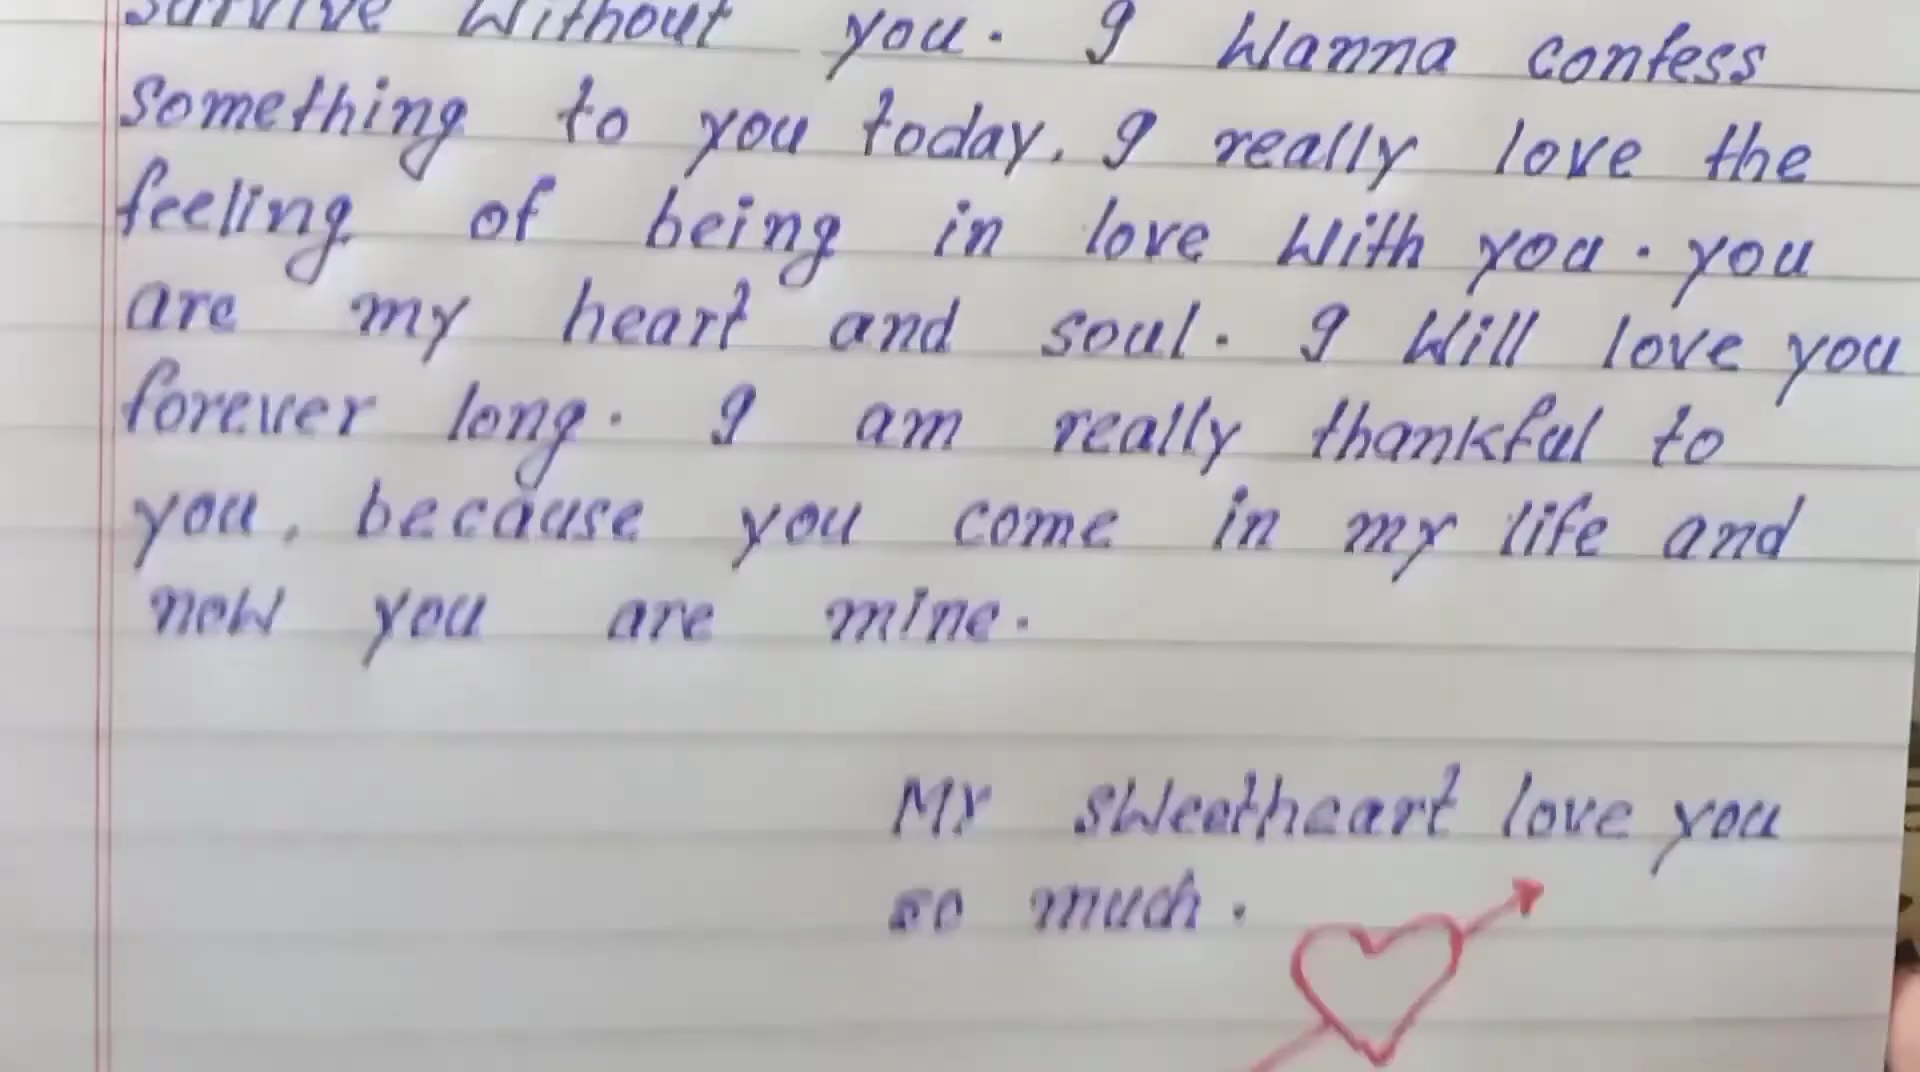 survive Without you. I Wanna confess
something to you today. I really love the
feeling of being in love With you. you
are my heart and soul. I Will love you
forever long. I am really thankful to
you, because you come in my life and
now you are mine.
My sweetheart love you
so much.